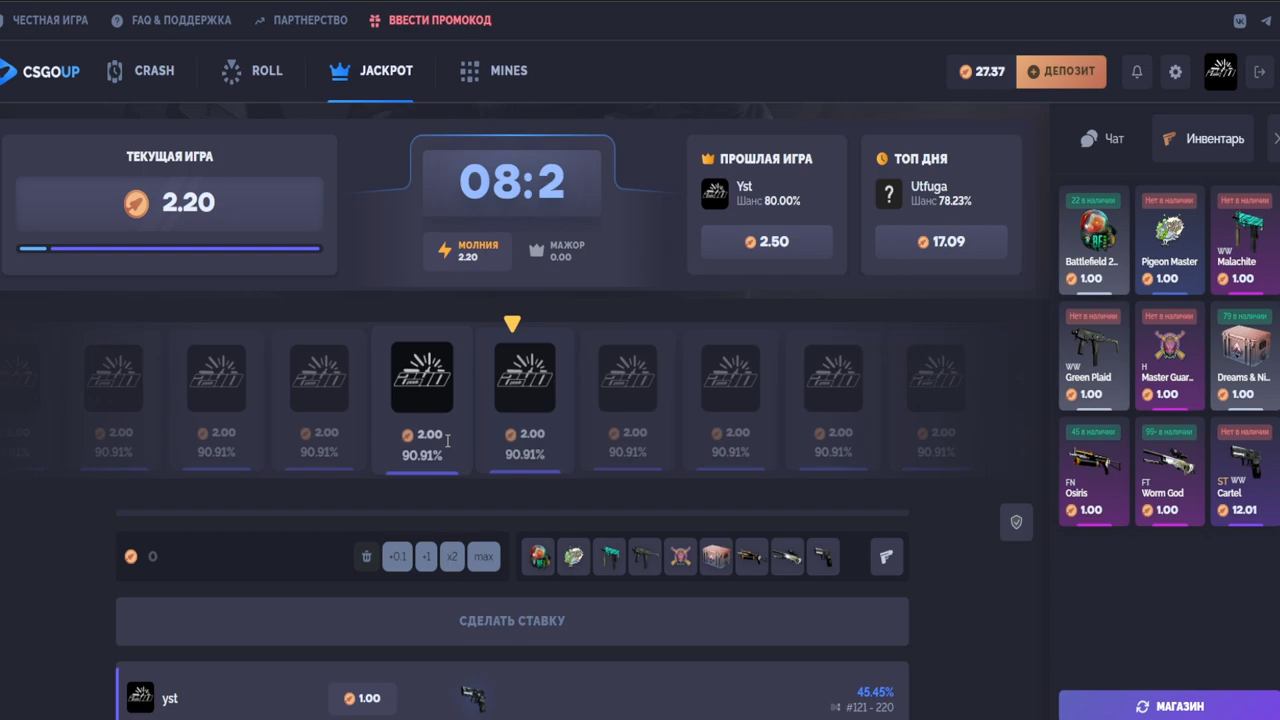 ЧЕСТНАЯ ИГРА
FAQ & ПОДДЕРЖКА
ПАРТНЕРСТВО
ВВЕСТИ ПРОМОКОД
CSGOUP
CRASH
ROLL
JACKPOT
MINES
27.37
ДЕПОЗИТ
ТЕКУЩАЯ ИГРА
2.20
08:2
МОЛНИЯ
2.20
МАЖОР
0.00
ПРОШЛАЯ ИГРА
Yst
Шанс 80.00%
2.50
ТОП ДНЯ
Utfuga
Шанс 78.23%
17.09
Чат
Инвентарь
22 в наличии
Battlefield 2..
1.00
Нет в наличии
Pigeon Master
1.00
Нет в наличии
WW
Malachite
1.00
Нет в наличии
WW
Green Plaid
1.00
Нет в наличии
H
Master Guar..
1.00
79 в наличии
Dreams & Ni...
1.00
45 в наличии
FN
Osiris
1.00
99+ в наличии
FT
Worm God
1.00
Нет в наличии
ST WW
Cartel
12.01
2.00
90.91%
2.00
90.91%
2.00
90.91%
2.00
90.91%
2.00
90.91%
2.00
90.91%
2.00
90.91%
2.00
90.91%
2.00
90.91%
0
+0.1
+1
x2
max
СДЕЛАТЬ СТАВКУ
yst
1.00
45.45%
#121 - 220
МАГАЗИН